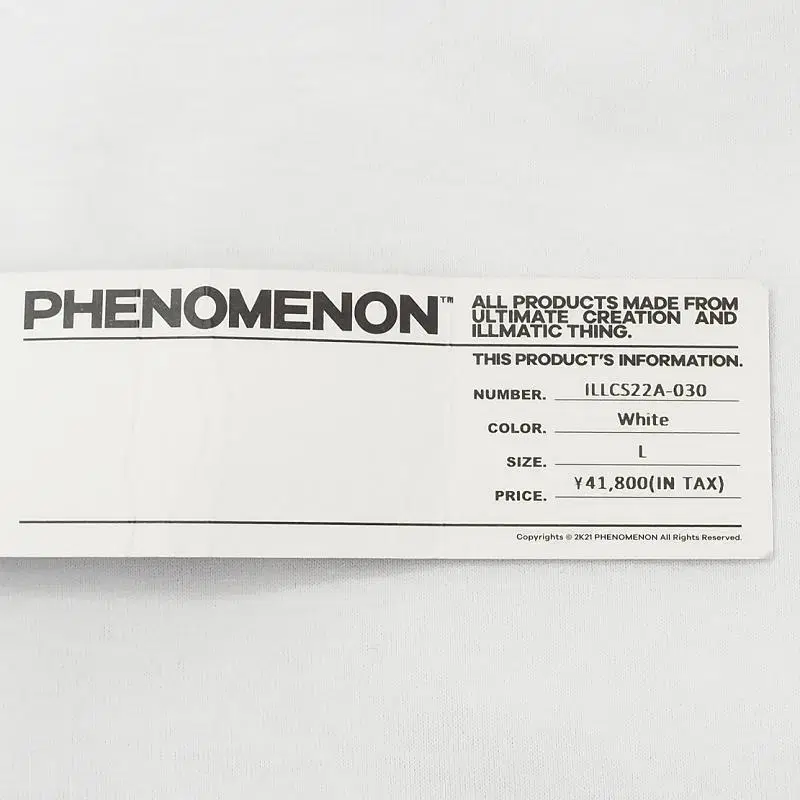 PHENOMENON™
ALL PRODUCTS MADE FROM
ULTIMATE CREATION AND
ILLMATIC THING.
THIS PRODUCT'S INFORMATION.
NUMBER. ILLCS22A-030
COLOR. White
SIZE. L
PRICE. ¥41,800(IN TAX)
Copyrights © 2K21 PHENOMENON All Rights Reserved.